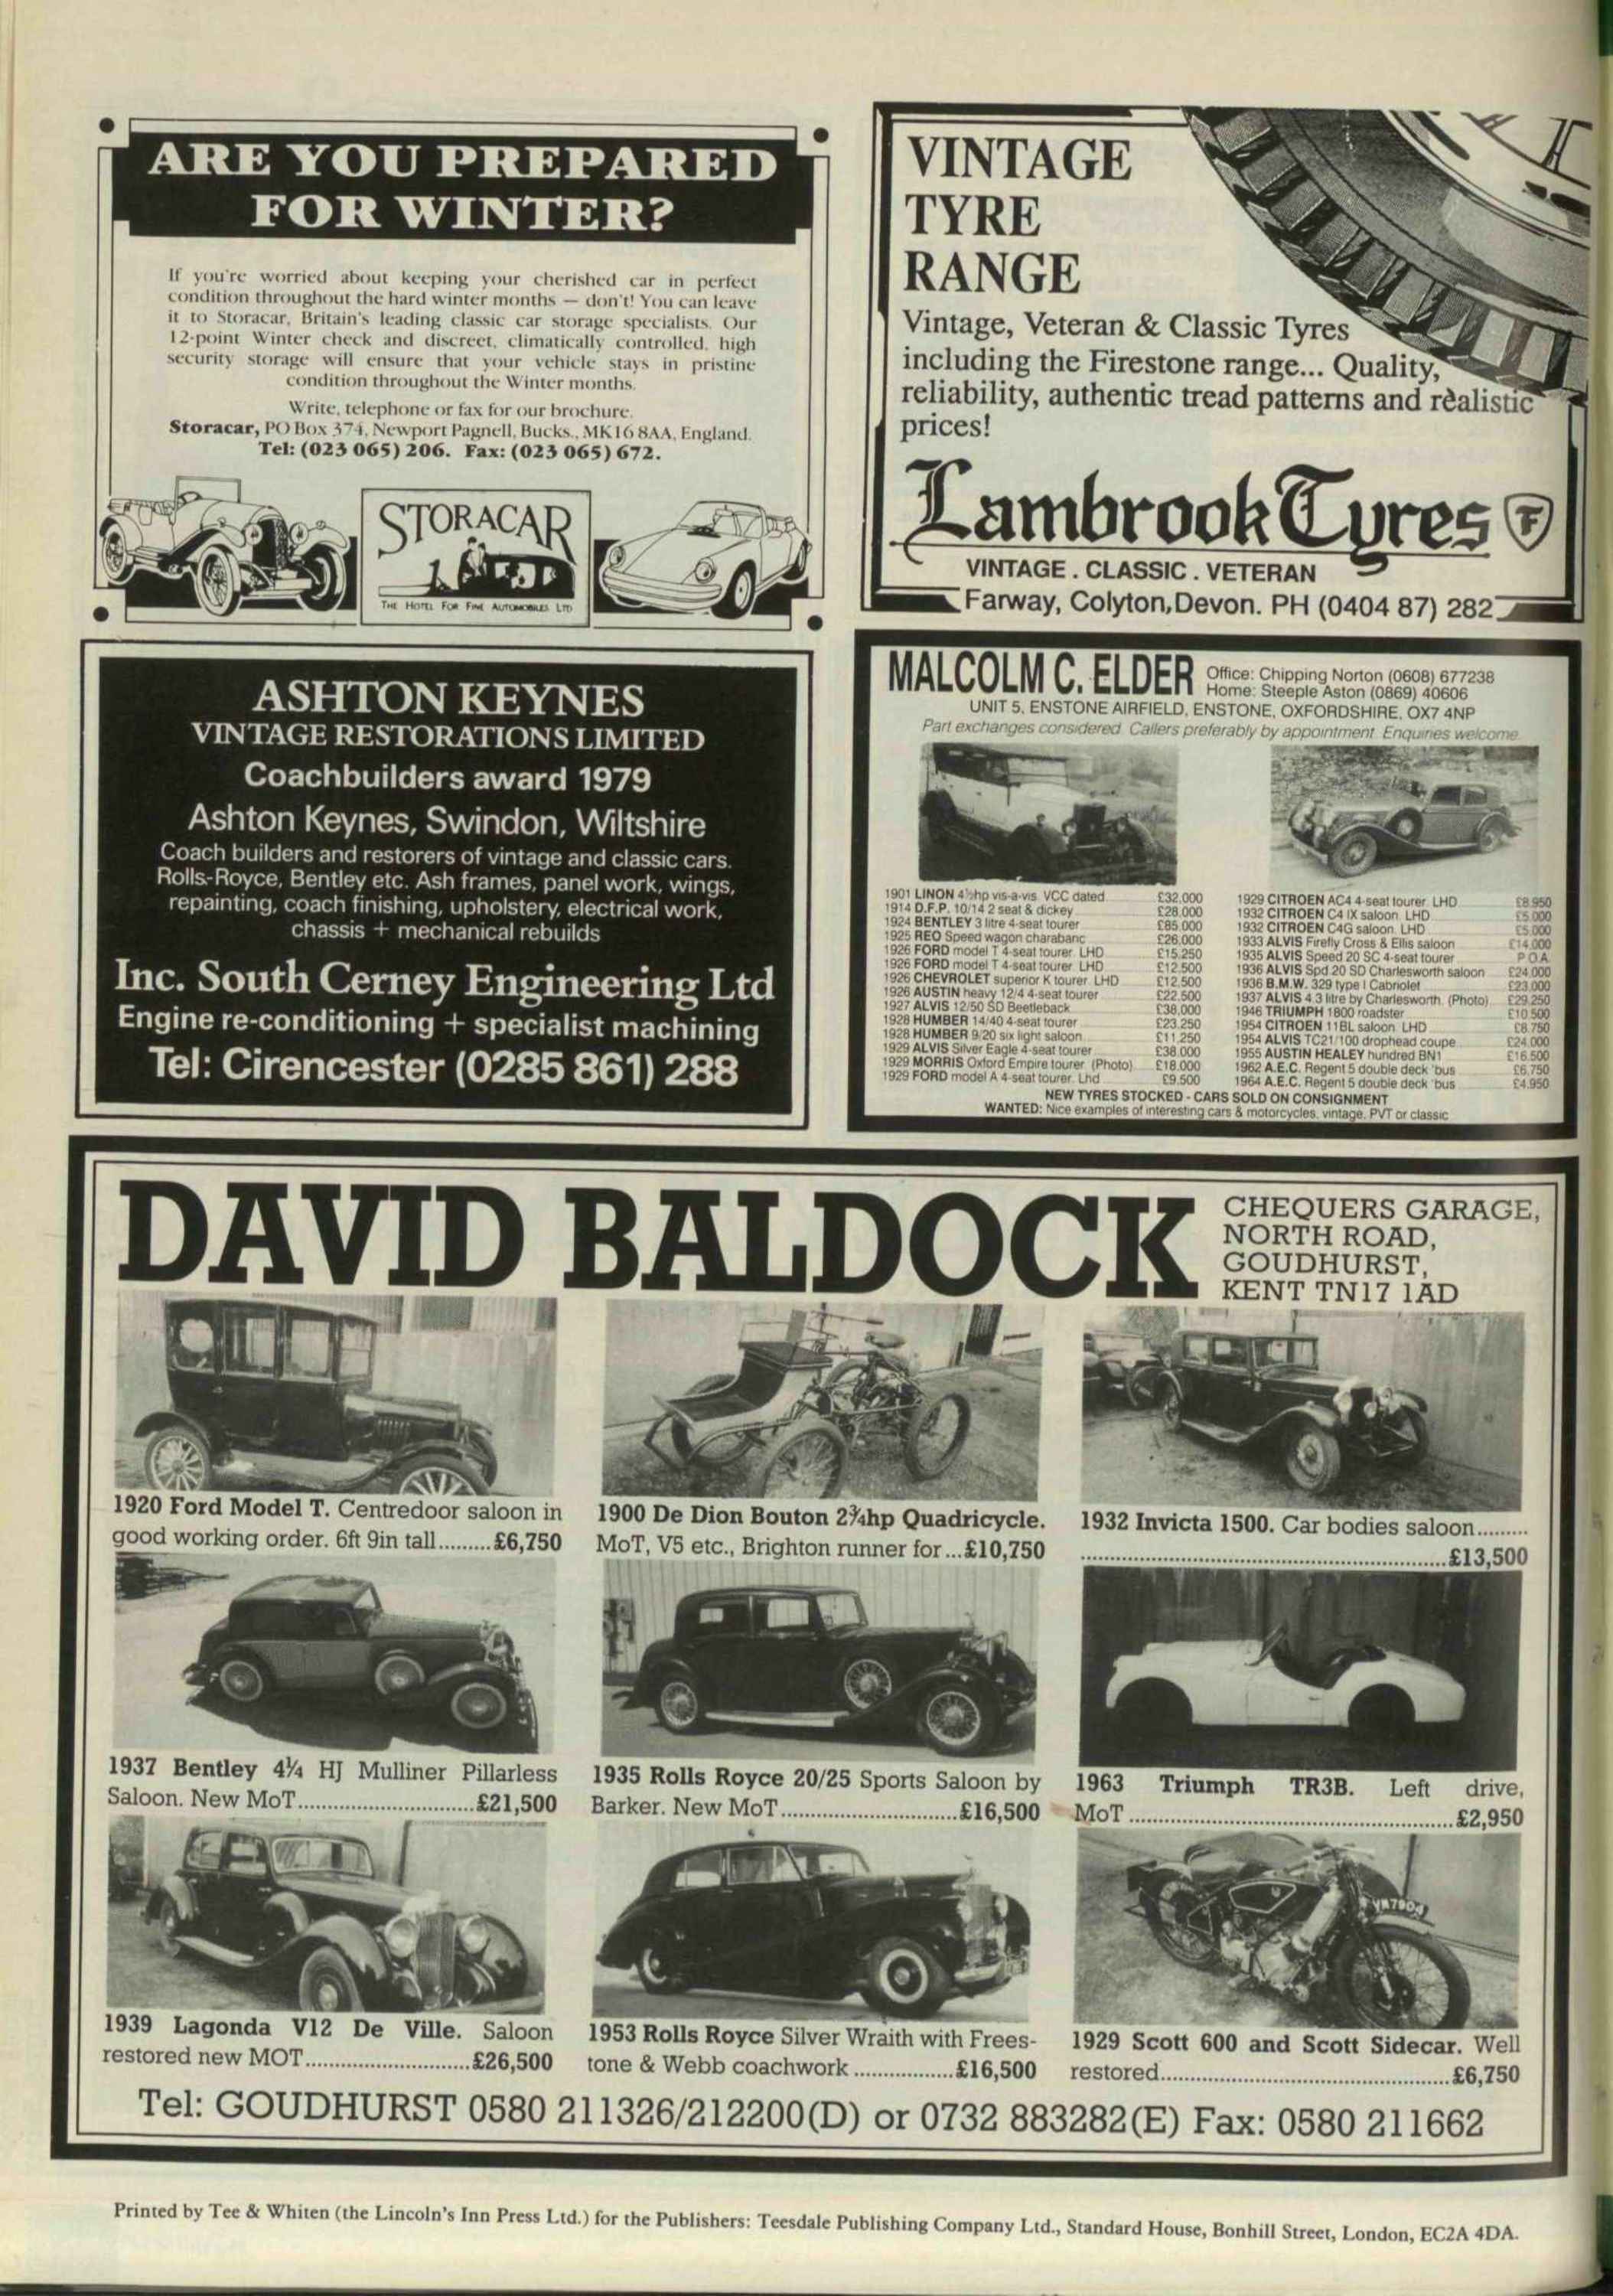 ARE YOU PREPARED
FOR WINTER?
If you're worried about keeping your cherished car in perfect
condition throughout the hard winter months — don't! You can leave
it to Storacar, Britain's leading classic car storage specialists. Our
12-point Winter check and discreet, climatically controlled, high
security storage will ensure that your vehicle stays in pristine
condition throughout the Winter months.
Write, telephone or fax for our brochure.
Storacar, PO Box 374, Newport Pagnell, Bucks., MK16 8AA, England.
Tel: (023 065) 206. Fax: (023 065) 672.
STORACAR
THE HOTEL FOR FINE AUTOMOBILES LTD
VINTAGE
TYRE
RANGE
Vintage, Veteran & Classic Tyres
including the Firestone range... Quality,
reliability, authentic tread patterns and realistic
prices!
Lambrook Tyres F
VINTAGE . CLASSIC . VETERAN
Farway, Colyton, Devon. PH (0404 87) 282
ASHTON KEYNES
VINTAGE RESTORATIONS LIMITED
Coachbuilders award 1979
Ashton Keynes, Swindon, Wiltshire
Coach builders and restorers of vintage and classic cars.
Rolls-Royce, Bentley etc. Ash frames, panel work, wings,
repainting, coach finishing, upholstery, electrical work,
chassis + mechanical rebuilds
Inc. South Cerney Engineering Ltd
Engine re-conditioning + specialist machining
Tel: Cirencester (0285 861) 288
MALCOLM C. ELDER
Office: Chipping Norton (0608) 677238
Home: Steeple Aston (0869) 40606
UNIT 5, ENSTONE AIRFIELD, ENSTONE, OXFORDSHIRE, OX7 4NP
Part exchanges considered. Callers preferably by appointment. Enquiries welcome.
1901 LINON 4½hp vis-a-vis. VCC dated £32,000
1914 D.F.P. 10/14 2 seat & dickey £28,000
1924 BENTLEY 3 litre 4-seat tourer £85,000
1925 REO Speed wagon charabanc £26,000
1926 FORD model T 4-seat tourer. LHD £15,250
1926 FORD model T 4-seat tourer. LHD £12,500
1926 CHEVROLET superior K tourer. LHD £12,500
1926 AUSTIN heavy 12/4 4-seat tourer £22,500
1927 ALVIS 12/50 SD Beetleback £38,000
1928 HUMBER 14/40 4-seat tourer £23,250
1928 HUMBER 9/20 six light saloon £11,250
1929 ALVIS Silver Eagle 4-seat tourer £38,000
1929 MORRIS Oxford Empire tourer. (Photo) £18,000
1929 FORD model A 4-seat tourer. Lhd £9,500
1929 CITROEN AC4 4-seat tourer. LHD £8,950
1932 CITROEN C4 IX saloon. LHD £5,000
1932 CITROEN C4G saloon. LHD £5,000
1933 ALVIS Firefly Cross & Ellis saloon £14,000
1935 ALVIS Speed 20 SC 4-seat tourer P.O.A.
1936 ALVIS Spd 20 SD Charlesworth saloon £24,000
1936 B.M.W. 329 type I Cabriolet £23,000
1937 ALVIS 4.3 litre by Charlesworth. (Photo) £29,250
1946 TRIUMPH 1800 roadster £10,500
1954 CITROEN 11BL saloon. LHD £8,750
1954 ALVIS TC21/100 drophead coupe £24,000
1955 AUSTIN HEALEY hundred BN1 £16,500
1962 A.E.C. Regent 5 double deck 'bus £6,750
1964 A.E.C. Regent 5 double deck 'bus £4,950
NEW TYRES STOCKED - CARS SOLD ON CONSIGNMENT
WANTED: Nice examples of interesting cars & motorcycles, vintage, PVT or classic
DAVID BALDOCK
CHEQUERS GARAGE,
NORTH ROAD,
GOUDHURST,
KENT TN17 1AD
1920 Ford Model T. Centredoor saloon in
good working order. 6ft 9in tall.........£6,750
1900 De Dion Bouton 2¾hp Quadricycle.
MoT, V5 etc., Brighton runner for...£10,750
1932 Invicta 1500. Car bodies saloon.........
...........£13,500
1937 Bentley 4¼ HJ Mulliner Pillarless
Saloon. New MoT...........£21,500
1935 Rolls Royce 20/25 Sports Saloon by
Barker. New MoT...........£16,500
1963 Triumph TR3B. Left drive,
MoT...........£2,950
VM7904
1939 Lagonda V12 De Ville. Saloon
restored new MOT...........£26,500
1953 Rolls Royce Silver Wraith with Frees-
tone & Webb coachwork...........£16,500
1929 Scott 600 and Scott Sidecar. Well
restored...........£6,750
Tel: GOUDHURST 0580 211326/212200(D) or 0732 883282(E) Fax: 0580 211662
Printed by Tee & Whiten (the Lincoln's Inn Press Ltd.) for the Publishers: Teesdale Publishing Company Ltd., Standard House, Bonhill Street, London, EC2A 4DA.